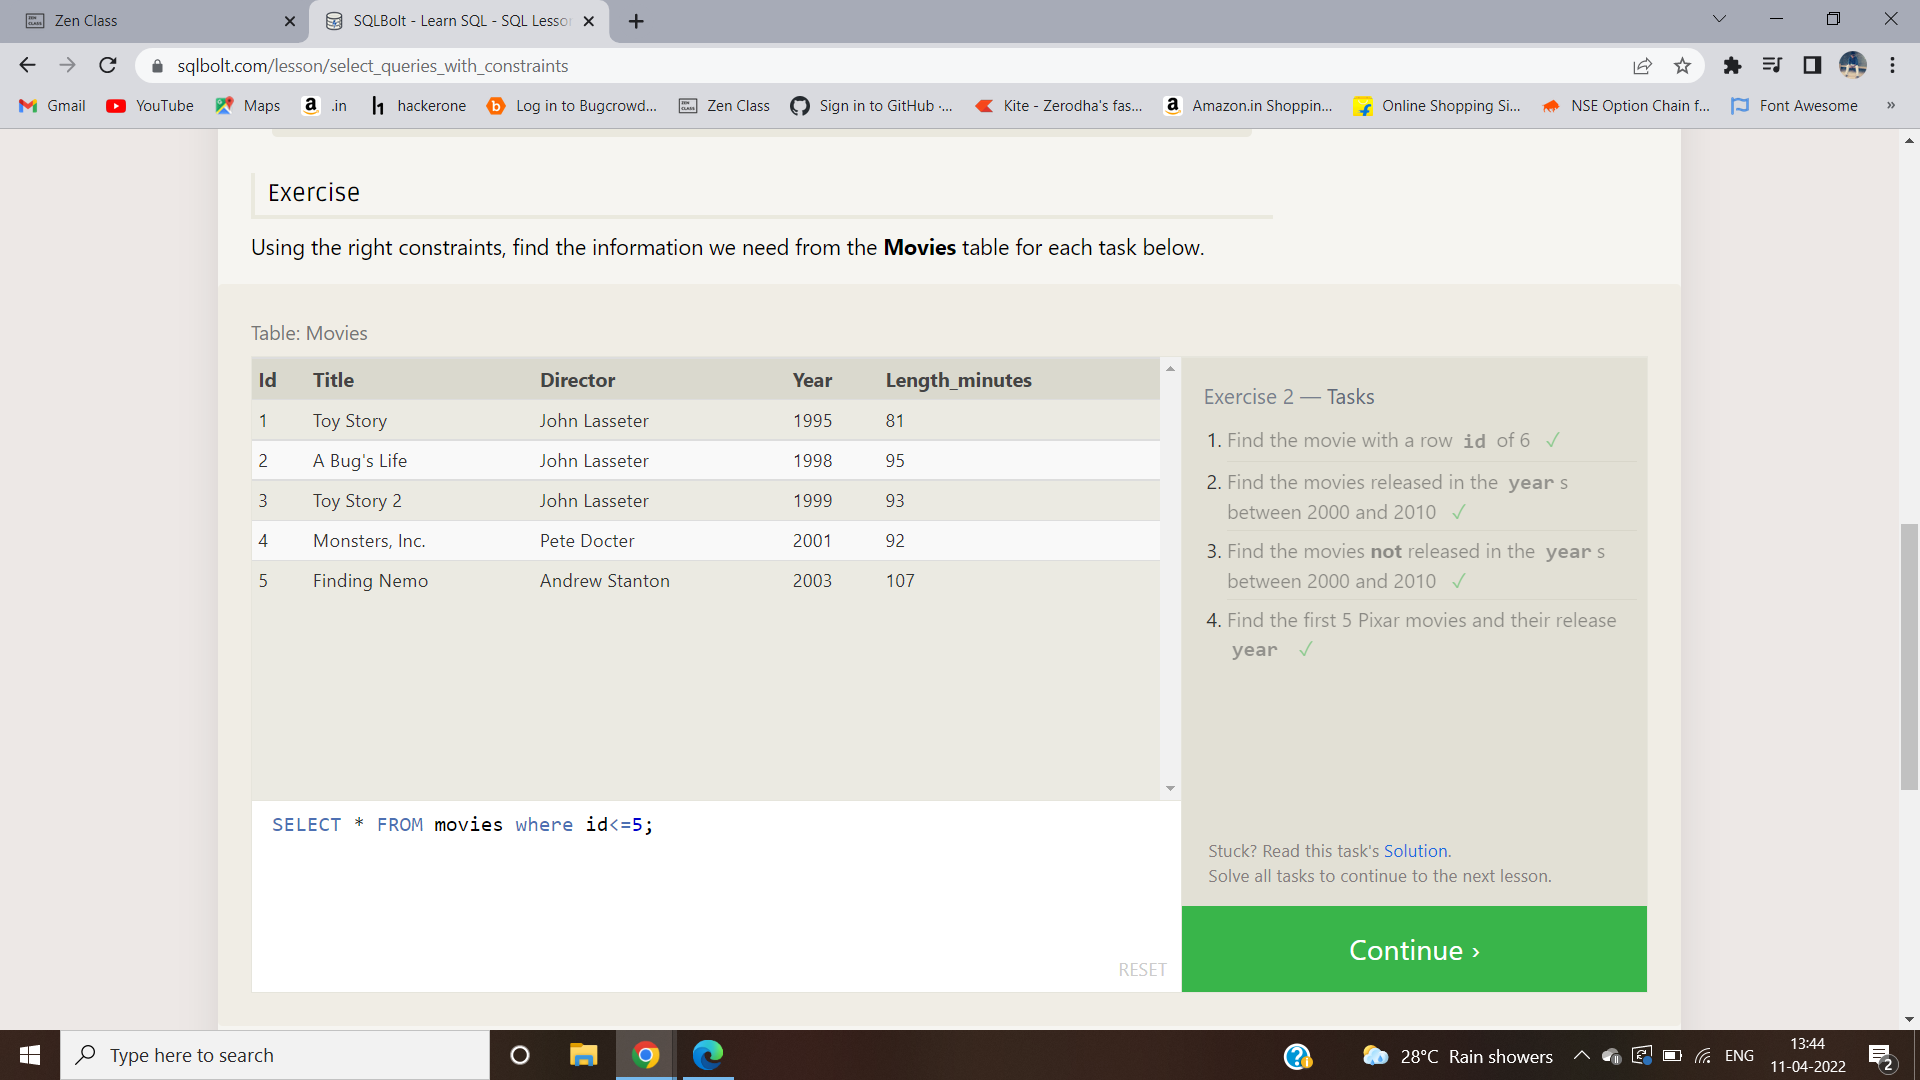 Zen Class
SQLBolt - Learn SQL - SQL Lesso
sqlbolt.com/lesson/select_queries_with_constraints
Gmail
YouTube
Maps
.in
hackerone
Log in to Bugcrowd...
Zen Class
Sign in to GitHub ·...
Kite - Zerodha's fas...
Amazon.in Shoppin...
Online Shopping Si...
NSE Option Chain f...
Font Awesome
»
Exercise
Using the right constraints, find the information we need from the Movies table for each task below.
Table: Movies
Id Title Director Year Length_minutes
1 Toy Story John Lasseter 1995 81
2 A Bug's Life John Lasseter 1998 95
3 Toy Story 2 John Lasseter 1999 93
4 Monsters, Inc. Pete Docter 2001 92
5 Finding Nemo Andrew Stanton 2003 107
SELECT * FROM movies where id<=5;
RESET
Exercise 2 — Tasks
1. Find the movie with a row id of 6 ✓
2. Find the movies released in the year s
between 2000 and 2010 ✓
3. Find the movies not released in the year s
between 2000 and 2010 ✓
4. Find the first 5 Pixar movies and their release
year ✓
Stuck? Read this task's Solution.
Solve all tasks to continue to the next lesson.
Continue ›
Type here to search
28°C Rain showers
ENG
13:44
11-04-2022
2